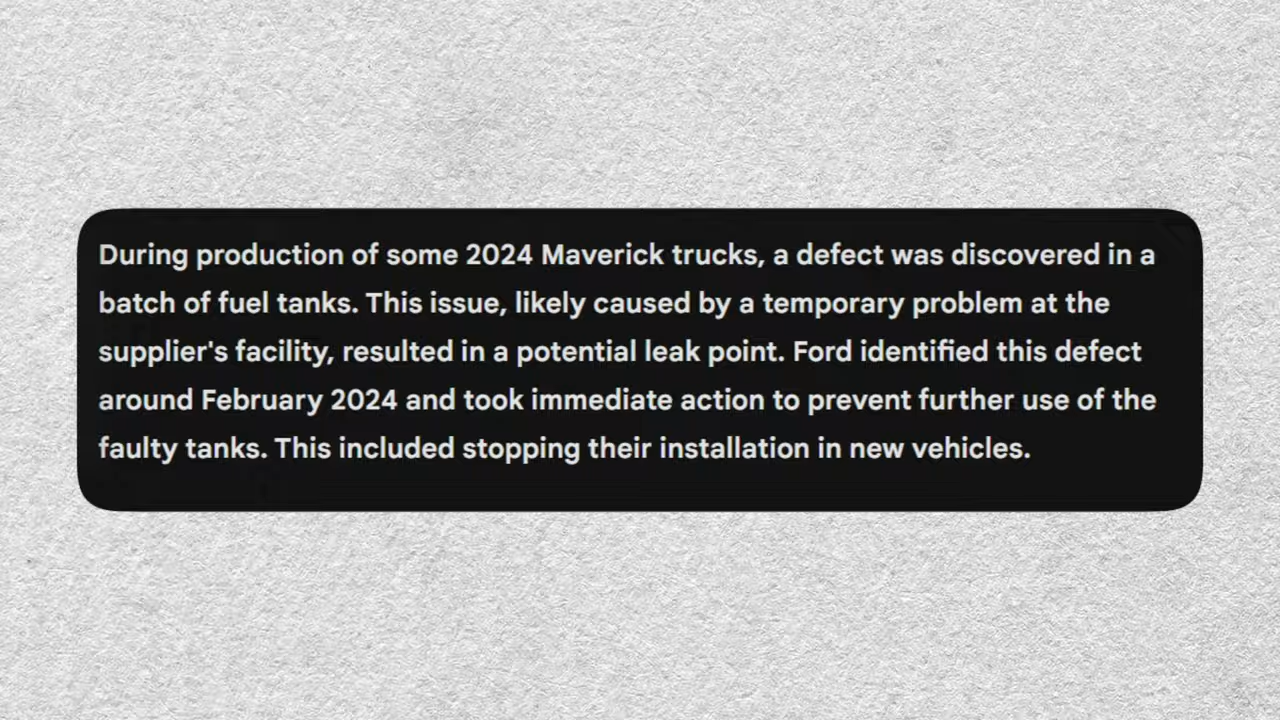 During production of some 2024 Maverick trucks, a defect was discovered in a
batch of fuel tanks. This issue, likely caused by a temporary problem at the
supplier's facility, resulted in a potential leak point. Ford identified this defect
around February 2024 and took immediate action to prevent further use of the
faulty tanks. This included stopping their installation in new vehicles.